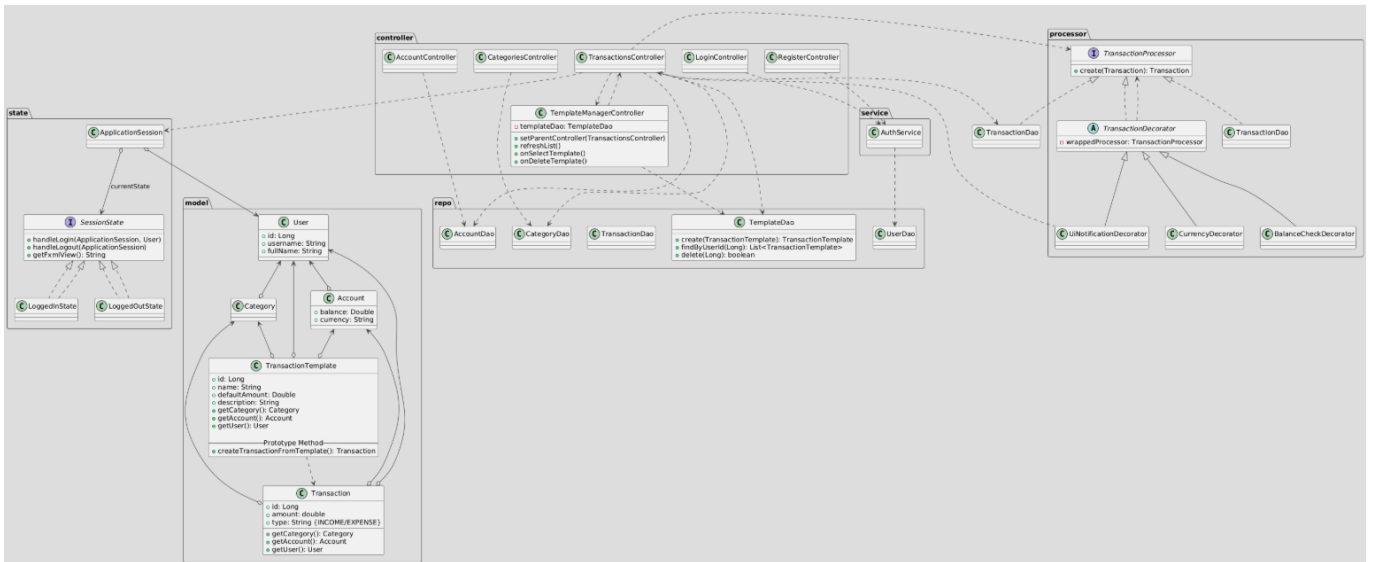 controller
AccountController
CategoriesController
TransactionsController
LoginController
RegisterController
TemplateManagerController
templateDao: TemplateDao
setParentController(TransactionsController)
refreshList()
onSelectTemplate()
onDeleteTemplate()
processor
TransactionProcessor
create(Transaction): Transaction
TransactionDao
TransactionDecorator
wrappedProcessor: TransactionProcessor
TransactionDao
UiNotificationDecorator
CurrencyDecorator
BalanceCheckDecorator
service
AuthService
state
ApplicationSession
currentState
SessionState
handleLogin(ApplicationSession, User)
handleLogout(ApplicationSession)
getFxmlView(): String
LoggedInState
LoggedOutState
model
User
id: Long
username: String
fullName: String
Category
Account
balance: Double
currency: String
TransactionTemplate
id: Long
name: String
defaultAmount: Double
description: String
getCategory(): Category
getAccount(): Account
getUser(): User
Prototype Method
createTransactionFromTemplate(): Transaction
Transaction
id: Long
amount: double
type: String {INCOME/EXPENSE}
getCategory(): Category
getAccount(): Account
getUser(): User
repo
AccountDao
CategoryDao
TransactionDao
TemplateDao
create(TransactionTemplate): TransactionTemplate
findByUserId(Long): List<TransactionTemplate>
delete(Long): boolean
UserDao